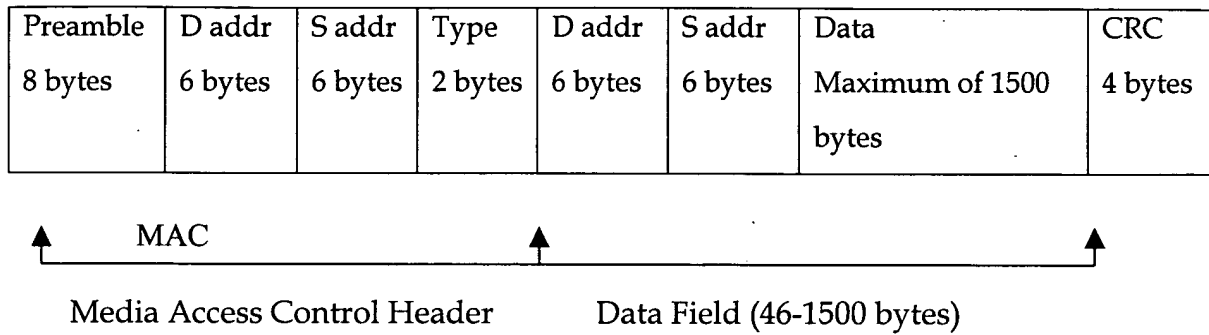 Preamble D addr S addr Type D addr S addr Data CRC
8 bytes 6 bytes 6 bytes 2 bytes 6 bytes 6 bytes Maximum of 1500 4 bytes
bytes
MAC
Media Access Control Header Data Field (46-1500 bytes)